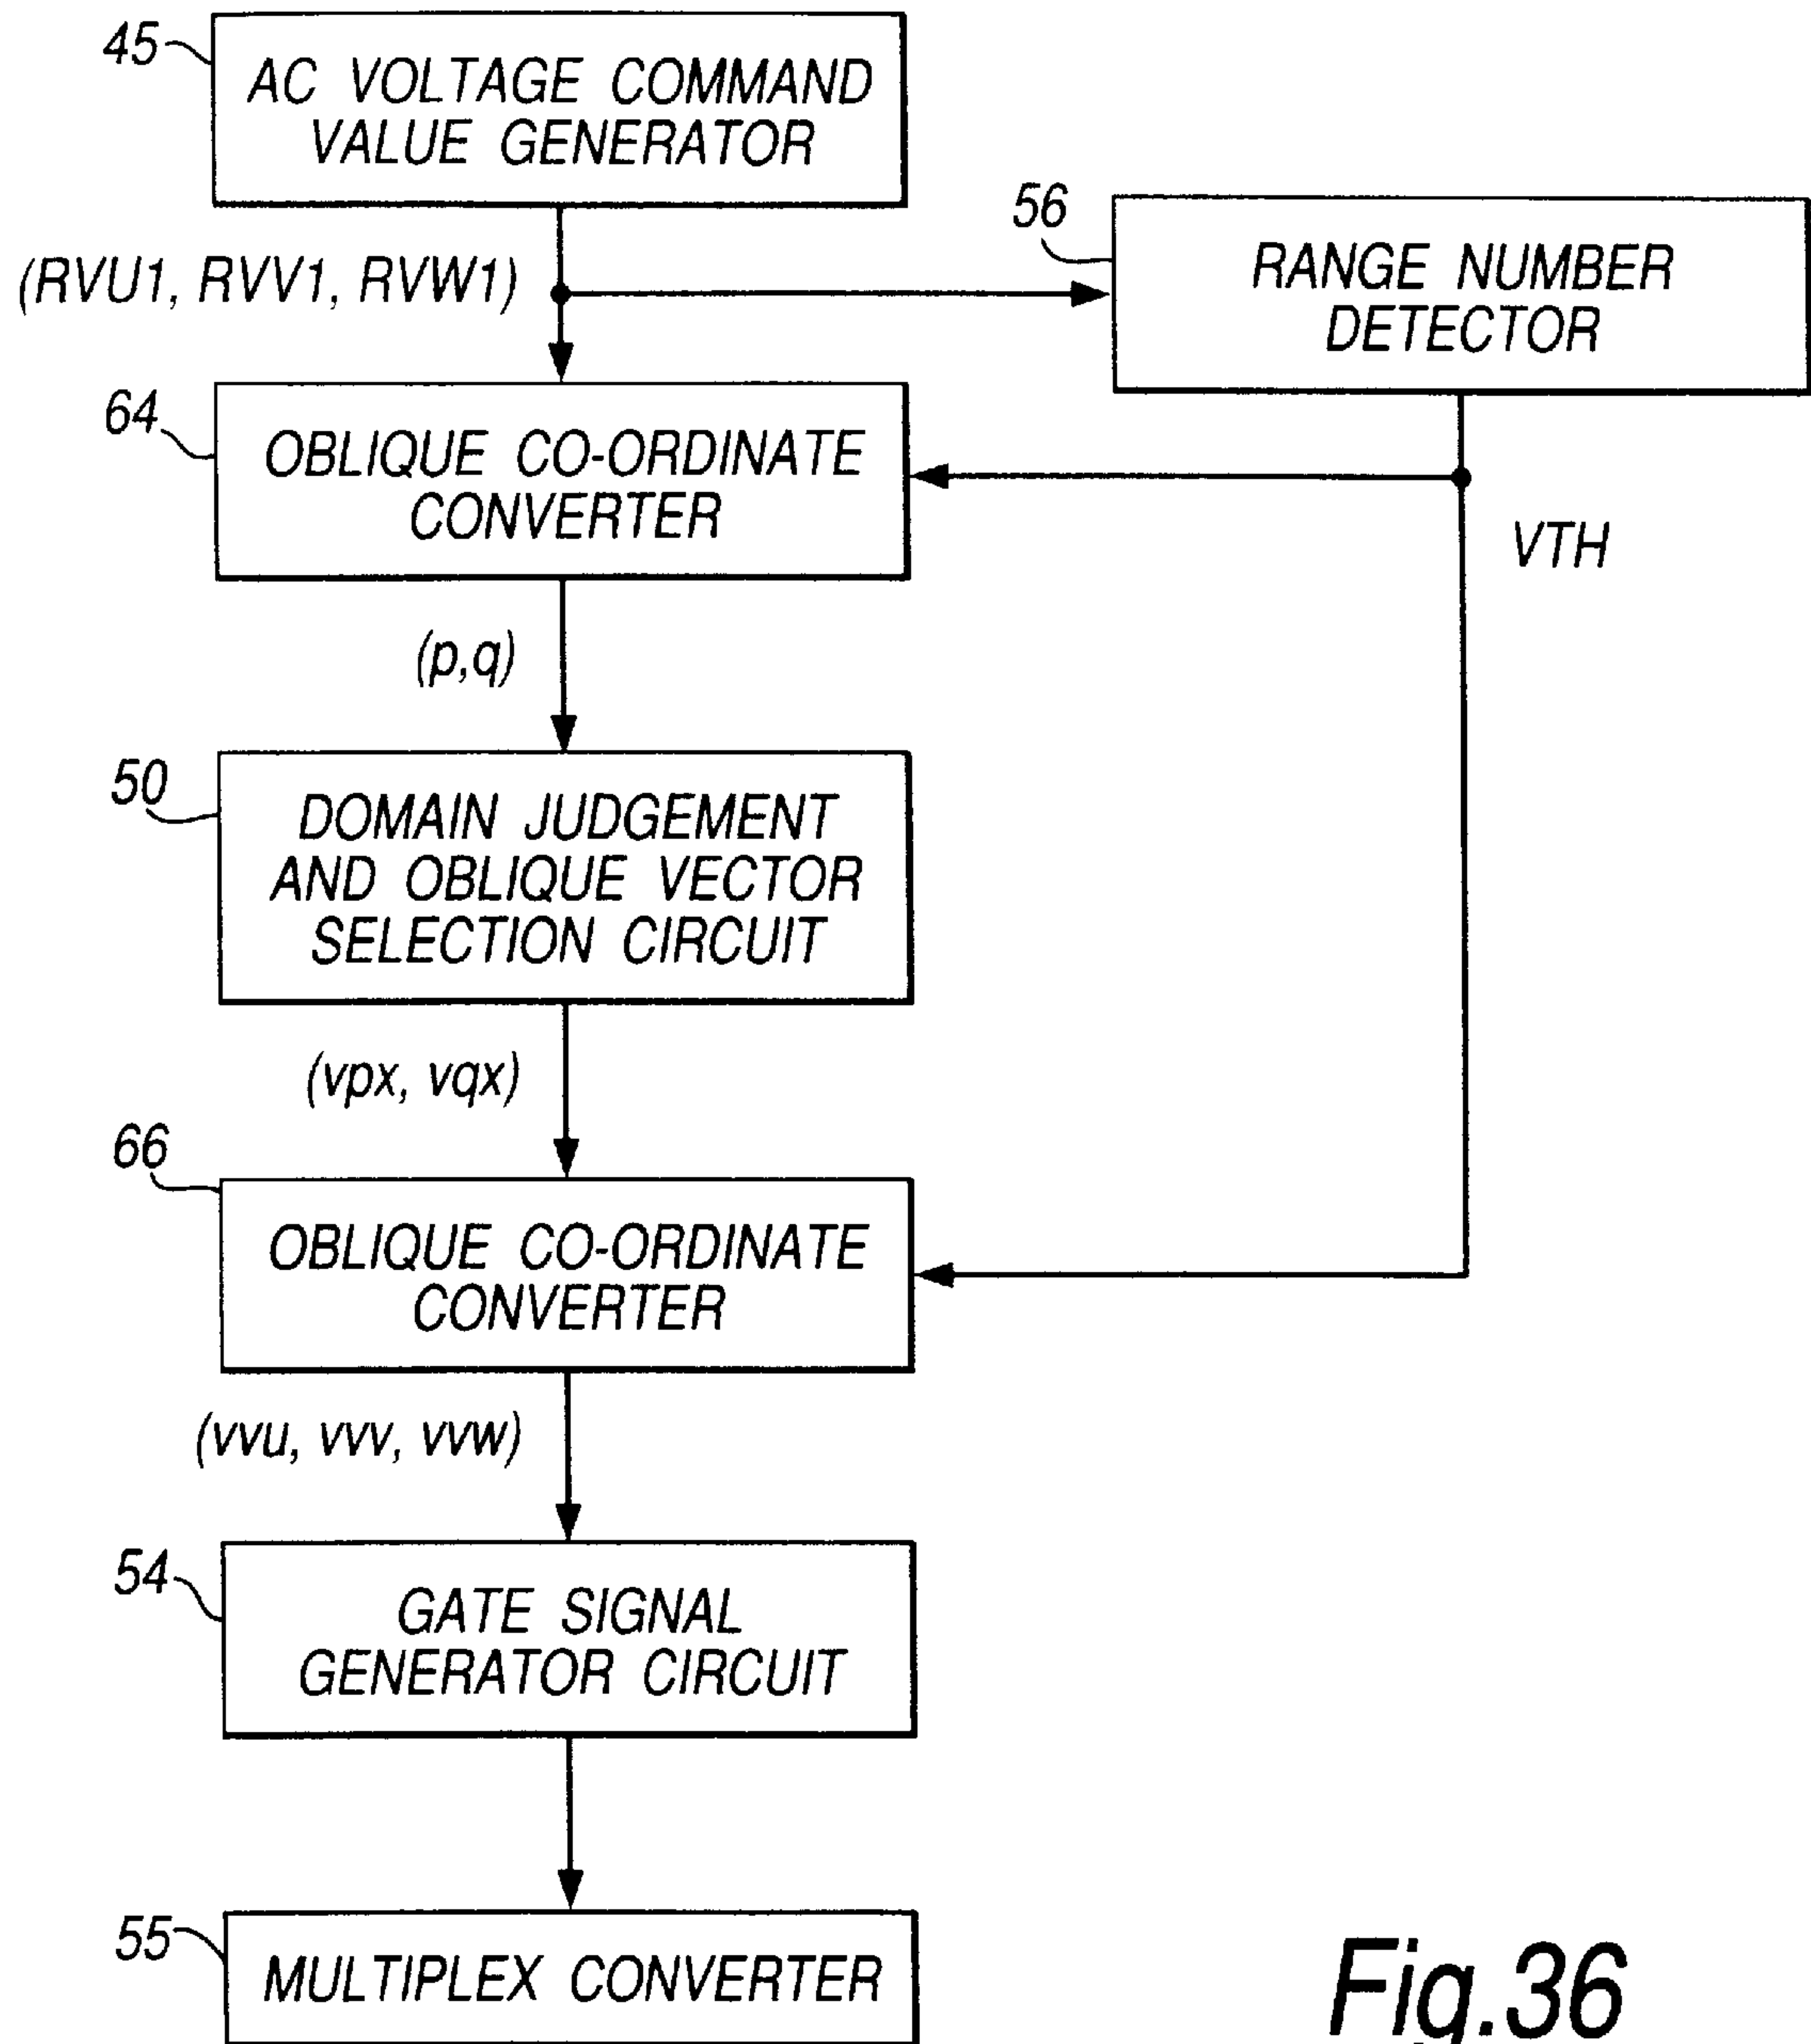 45
AC VOLTAGE COMMAND
VALUE GENERATOR
56
RANGE NUMBER
DETECTOR
(RVU1, RVV1, RVW1)
64
OBLIQUE CO-ORDINATE
CONVERTER
VTH
(p,q)
50
DOMAIN JUDGEMENT
AND OBLIQUE VECTOR
SELECTION CIRCUIT
(vpx, vqx)
66
OBLIQUE CO-ORDINATE
CONVERTER
(vvu, vvv, vvw)
54
GATE SIGNAL
GENERATOR CIRCUIT
55
MULTIPLEX CONVERTER
Fig.36